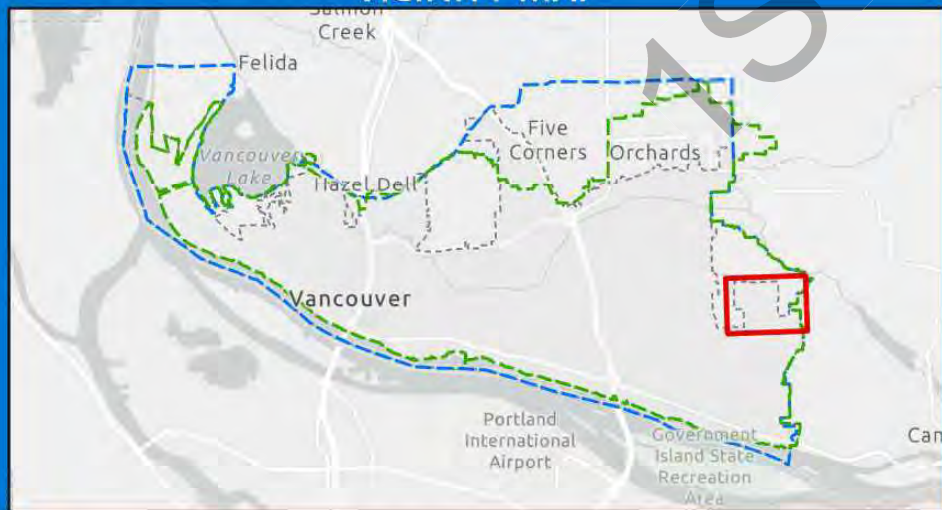 Salmon
Creek
Felida
Five
Corners
Orchards
Vancouver
Lake
Hazel Dell
Vancouver
Portland
International
Airport
Government
Island State
Recreation
Area